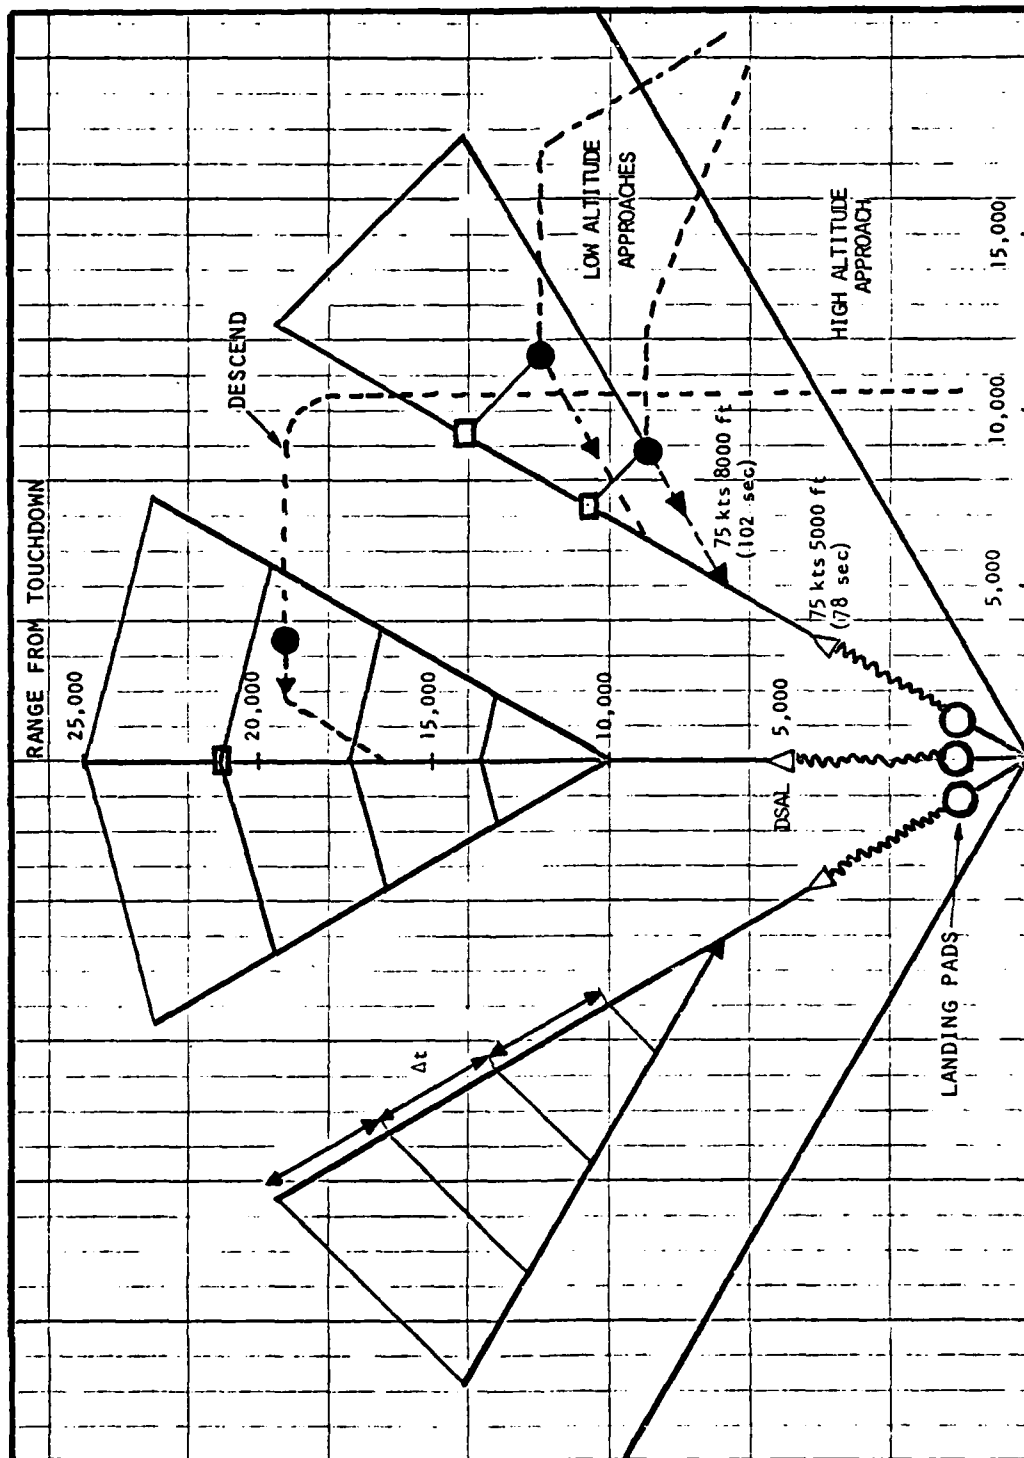 RANGE FROM TOUCHDOWN
25,000
20,000
15,000
10,000
5,000
DSAL
DESCEND
LOW ALTITUDE
APPROACHES
HIGH ALTITUDE
APPROACH
15,000
10,000
5,000
75 kts 8000 ft
(102 sec)
75 kts 5000 ft
(78 sec)
Δt
LANDING PADS